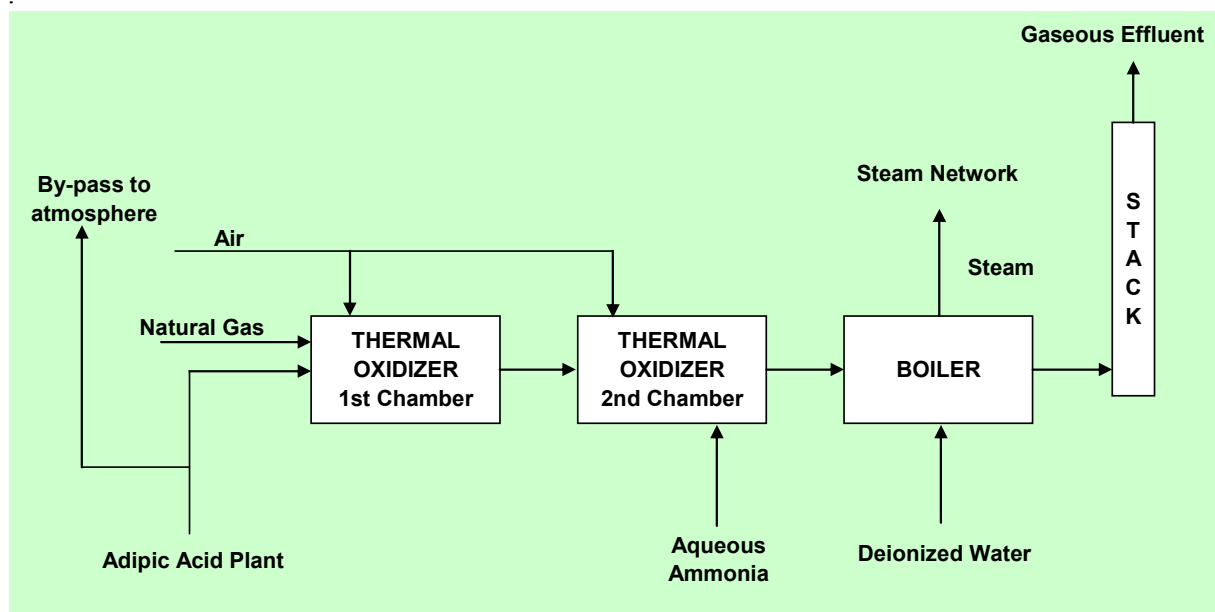 .
Gaseous Effluent
By-pass to
atmosphere
Steam Network
S
T
A
C
K
Air
Steam
Natural Gas
THERMAL
OXIDIZER
1st Chamber
THERMAL
OXIDIZER
2nd Chamber
BOILER
Adipic Acid Plant
Aqueous
Ammonia
Deionized Water